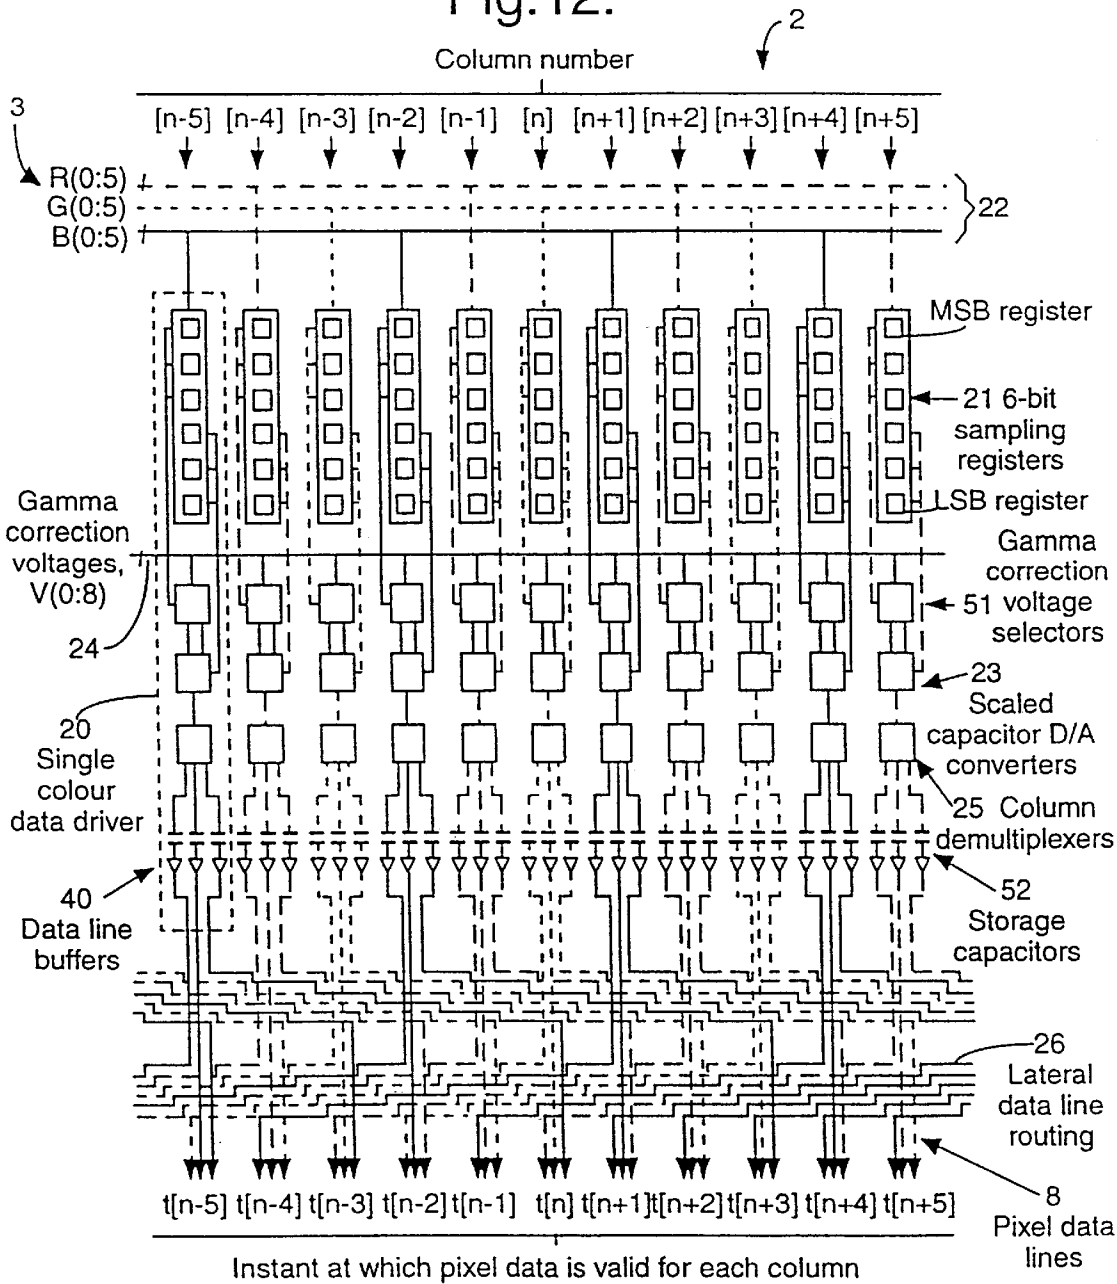 Fig.12.
2
Column number
3
[n-5] [n-4] [n-3] [n-2] [n-1] [n] [n+1] [n+2] [n+3] [n+4] [n+5]
R(0:5)
G(0:5)
B(0:5)
22
MSB register
21 6-bit
sampling
registers
LSB register
Gamma
correction
voltages,
V(0:8)
24
Gamma
correction
51 voltage
selectors
23
Scaled
capacitor D/A
converters
20
Single
colour
data driver
25 Column
demultiplexers
40
Data line
buffers
52
Storage
capacitors
26
Lateral
data line
routing
8
Pixel data
lines
t[n-5] t[n-4] t[n-3] t[n-2] t[n-1] t[n] t[n+1] t[n+2] t[n+3] t[n+4] t[n+5]
Instant at which pixel data is valid for each column